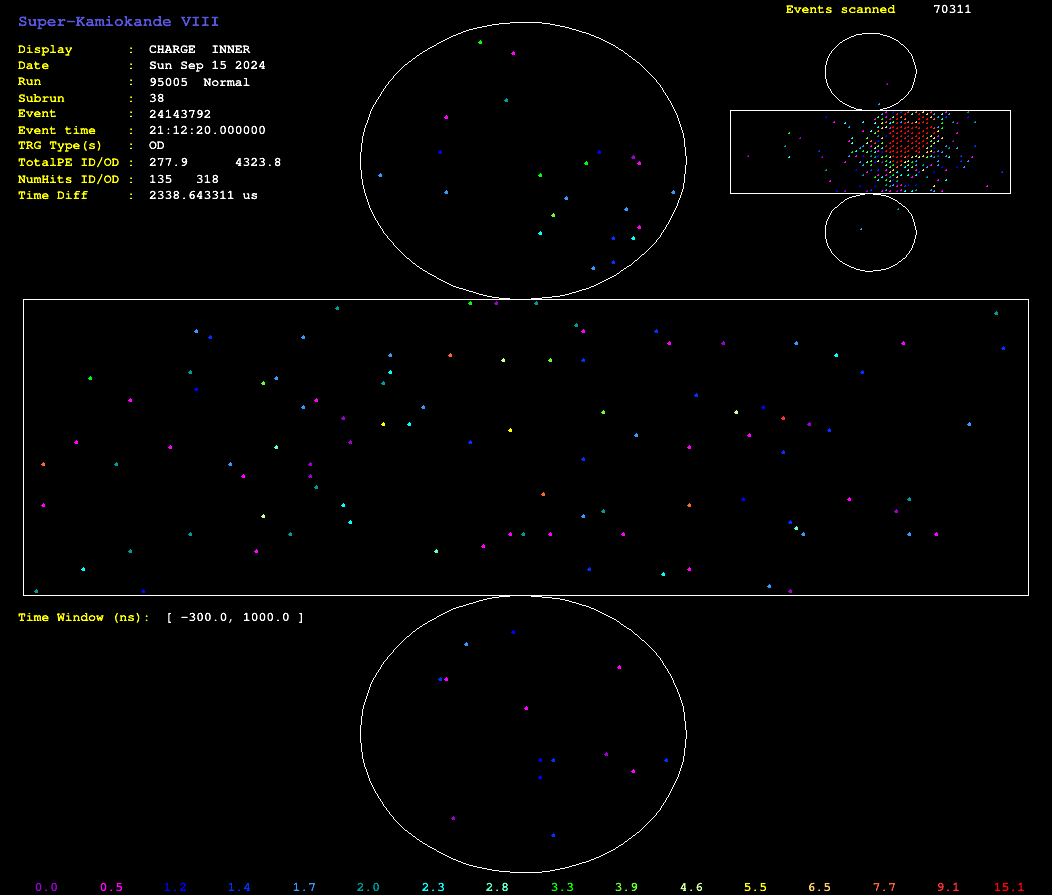 Super-Kamiokande VIII
Events scanned 70311
Display : CHARGE INNER
Date : Sun Sep 15 2024
Run : 95005 Normal
Subrun : 38
Event : 24143792
Event time : 21:12:20.000000
TRG Type(s) : OD
TotalPE ID/OD : 277.9 4323.8
NumHits ID/OD : 135 318
Time Diff : 2338.643311 us
Time Window (ns): [ -300.0, 1000.0 ]
0.0 0.5 1.2 1.4 1.7 2.0 2.3 2.8 3.3 3.9 4.6 5.5 6.5 7.7 9.1 15.1